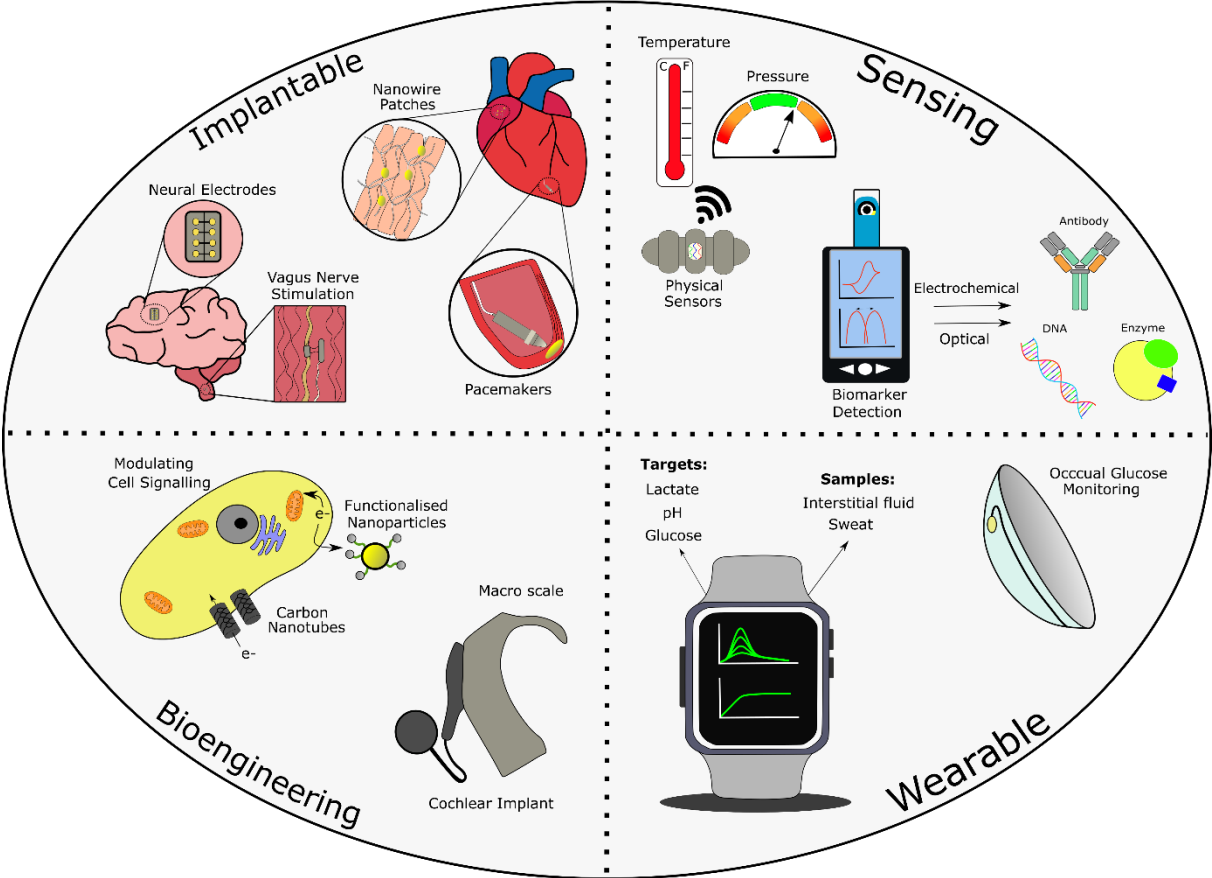 Implantable
Nanowire
Patches
Neural Electrodes
Vagus Nerve
Stimulation
Pacemakers
Sensing
Temperature
C F
Pressure
Physical
Sensors
Biomarker
Detection
Electrochemical
Optical
Antibody
DNA
Enzyme
Modulating
Cell Signalling
e-
Functionalised
Nanoparticles
Carbon
Nanotubes
e-
Macro scale
Cochlear Implant
Bioengineering
Targets:
Lactate
pH
Glucose
Samples:
Interstitial fluid
Sweat
Occcual Glucose
Monitoring
Wearable